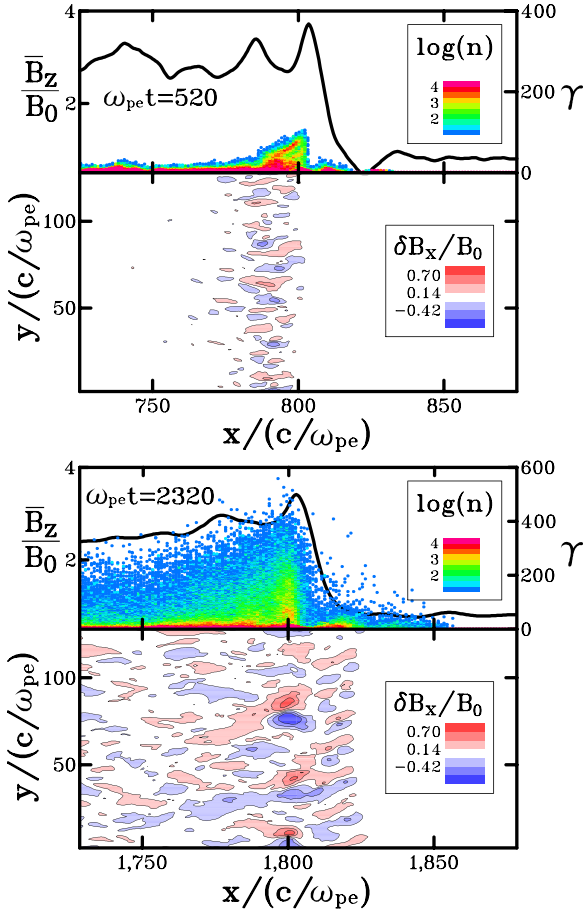 4
400
B̅z/B₀
log(n)
4
3
2
2
200
γ
ωpet=520
0
100
δBx/B₀
0.70
0.14
−0.42
y/(c/ωpe)
50
750
800
850
x/(c/ωpe)
4
600
ωpet=2320
B̅z/B₀
log(n)
4
3
2
400
γ
2
200
0
100
δBx/B₀
0.70
0.14
−0.42
y/(c/ωpe)
50
1,750
1,800
1,850
x/(c/ωpe)